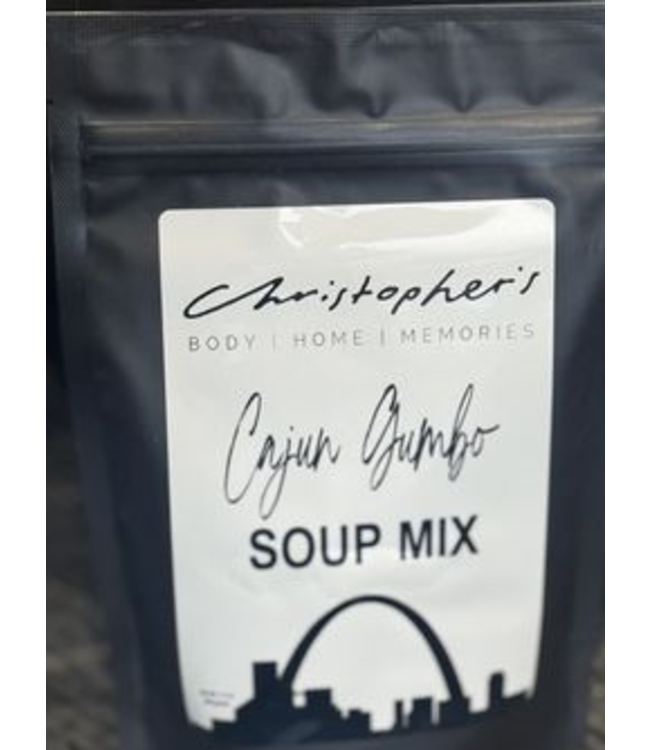 Christopher's
BODY | HOME | MEMORIES
Cajun Gumbo
SOUP MIX